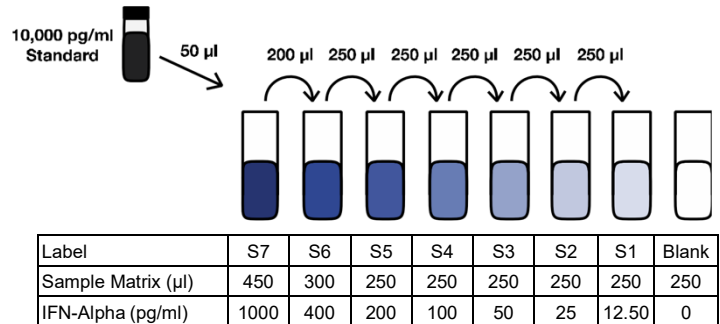 10,000 pg/ml
Standard
50 µl
200 µl 250 µl 250 µl 250 µl 250 µl 250 µl
Label S7 S6 S5 S4 S3 S2 S1 Blank
Sample Matrix (µl) 450 300 250 250 250 250 250 250
IFN-Alpha (pg/ml) 1000 400 200 100 50 25 12.50 0